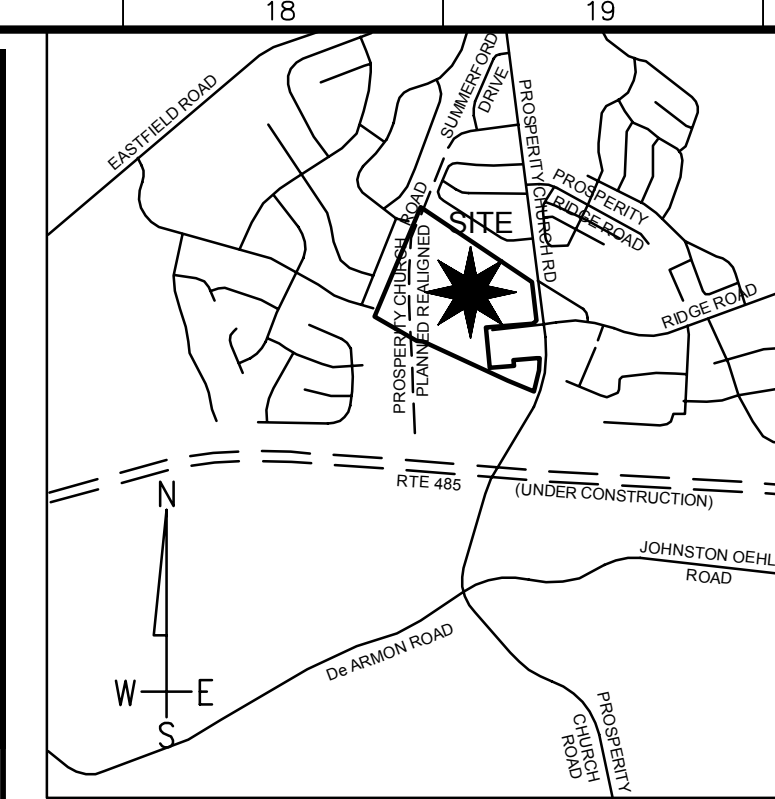 18
19
EASTFIELD ROAD
SUMMERFORD
DRIVE
PROSPERITY CHURCH RD
PROSPERITY
RIDGE ROAD
SITE
PROSPERITY CHURCH ROAD
PLANNED REALIGNED
RIDGE ROAD
RTE 485
(UNDER CONSTRUCTION)
N
JOHNSTON OEHL
ROAD
De ARMON ROAD
W
E
S
PROSPERITY
CHURCH
ROAD